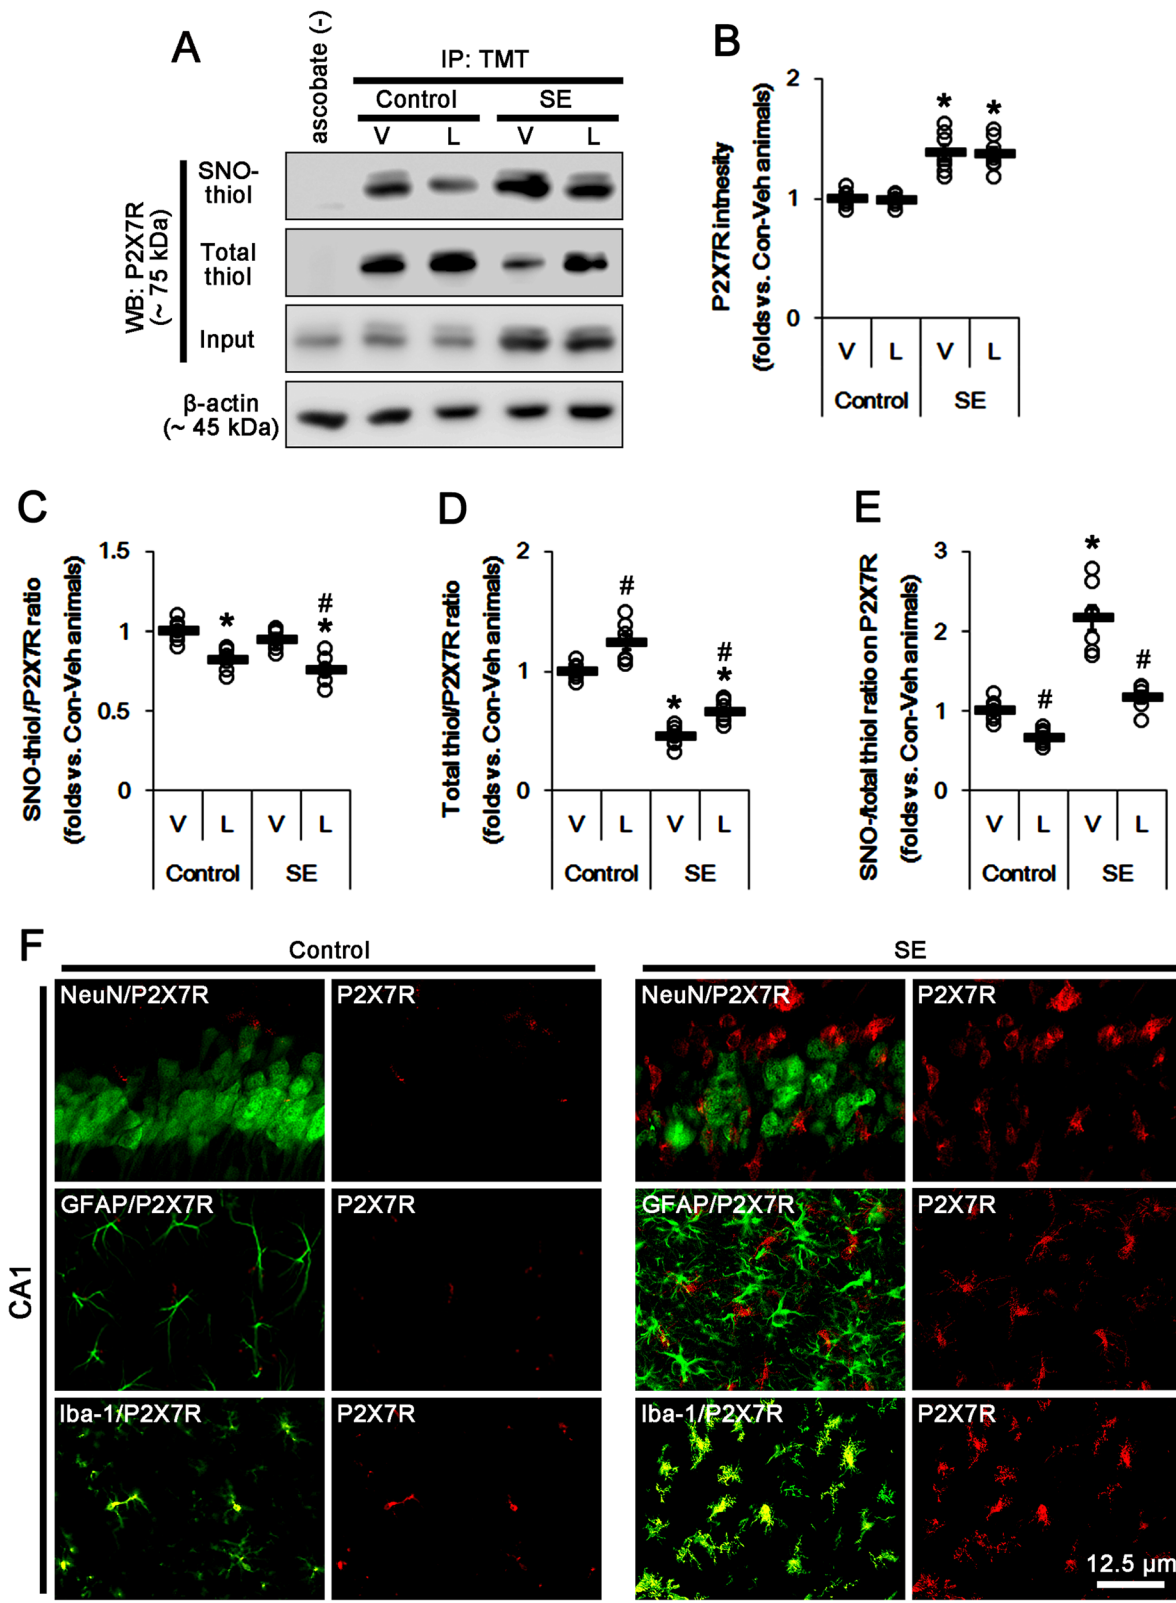 A
ascobate (-)
IP: TMT
Control SE
V L V L
WB: P2X7R
(~ 75 kDa)
SNO-
thiol
Total
thiol
Input
β-actin
(~ 45 kDa)
B
P2X7R intnesity
(folds vs. Con-Veh animals)
2
1
0
* *
V L V L
Control SE
C
SNO-thiol/P2X7R ratio
(folds vs. Con-Veh animals)
1.5
1
0.5
0
*
#
*
V L V L
Control SE
D
Total thiol/P2X7R ratio
(folds vs. Con-Veh animals)
2
1
0
#
*
#
*
V L V L
Control SE
E
SNO-/total thiol ratio on P2X7R
(folds vs. Con-Veh animals)
3
2
1
0
#
*
#
V L V L
Control SE
F
Control SE
CA1
NeuN/P2X7R P2X7R NeuN/P2X7R P2X7R
GFAP/P2X7R P2X7R GFAP/P2X7R P2X7R
Iba-1/P2X7R P2X7R Iba-1/P2X7R P2X7R
12.5 μm